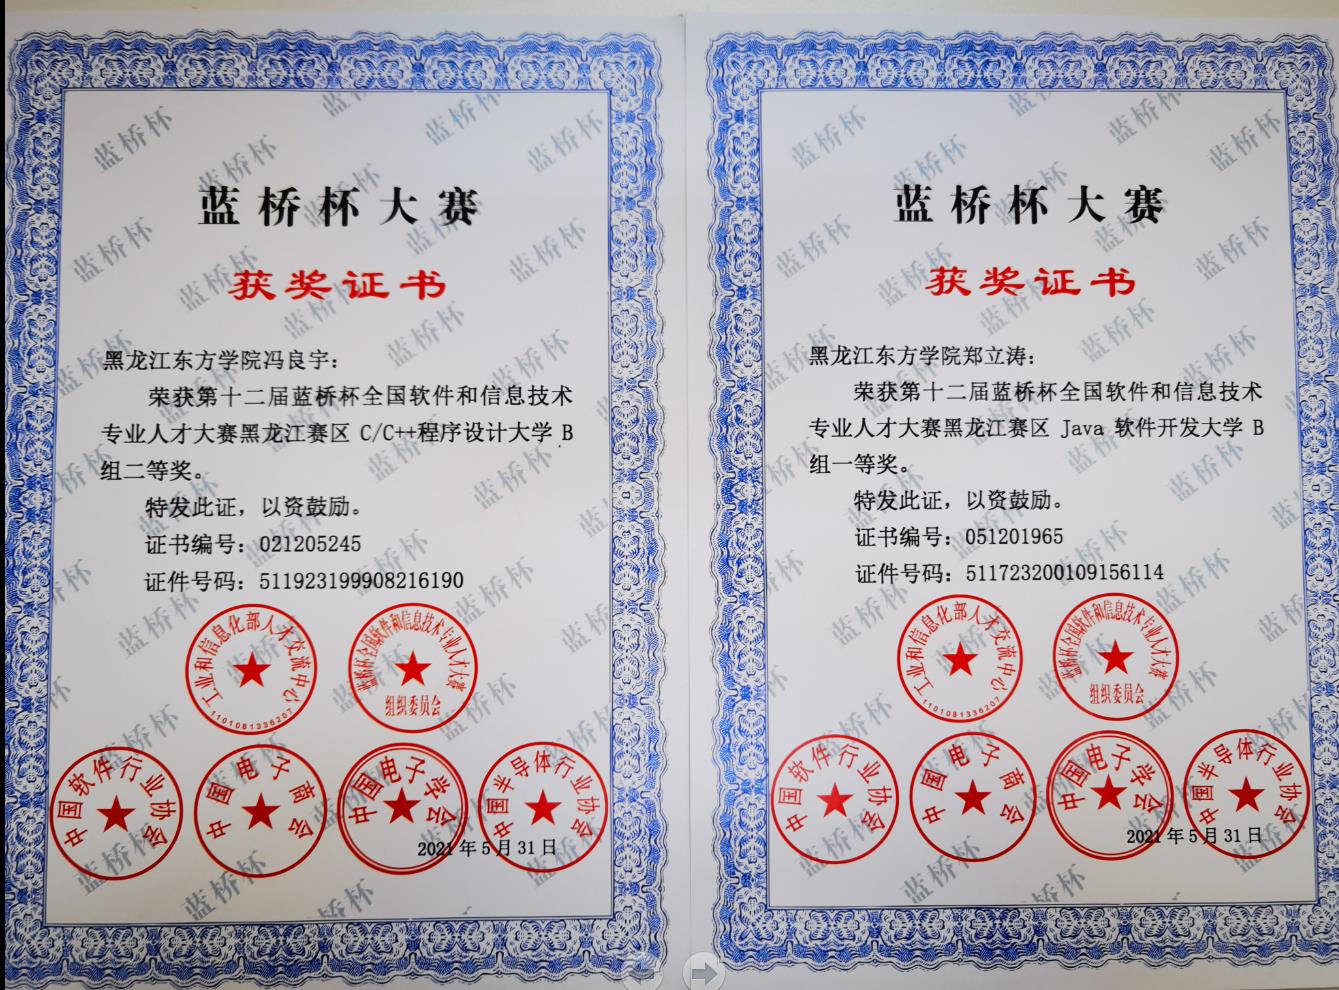 蓝桥杯大赛
获奖证书
黑龙江东方学院冯良宇：
荣获第十二届蓝桥杯全国软件和信息技术
专业人才大赛黑龙江赛区 C/C++程序设计大学 B
组二等奖。
特发此证，以资鼓励。
证书编号：021205245
证件号码：511923199908216190
工业和信息化部人才交流中心
1101081336207
蓝桥杯全国软件和信息技术专业人才大赛
组织委员会
中国软件行业协会
中国电子商会
中国电子学会
中国半导体行业协会
2021 年 5 月 31 日
蓝桥杯大赛
获奖证书
黑龙江东方学院郑立涛：
荣获第十二届蓝桥杯全国软件和信息技术
专业人才大赛黑龙江赛区 Java 软件开发大学 B
组一等奖。
特发此证，以资鼓励。
证书编号：051201965
证件号码：511723200109156114
工业和信息化部人才交流中心
1101081336207
蓝桥杯全国软件和信息技术专业人才大赛
组织委员会
中国软件行业协会
中国电子商会
中国电子学会
中国半导体行业协会
2021 年 5 月 31 日
蓝桥杯